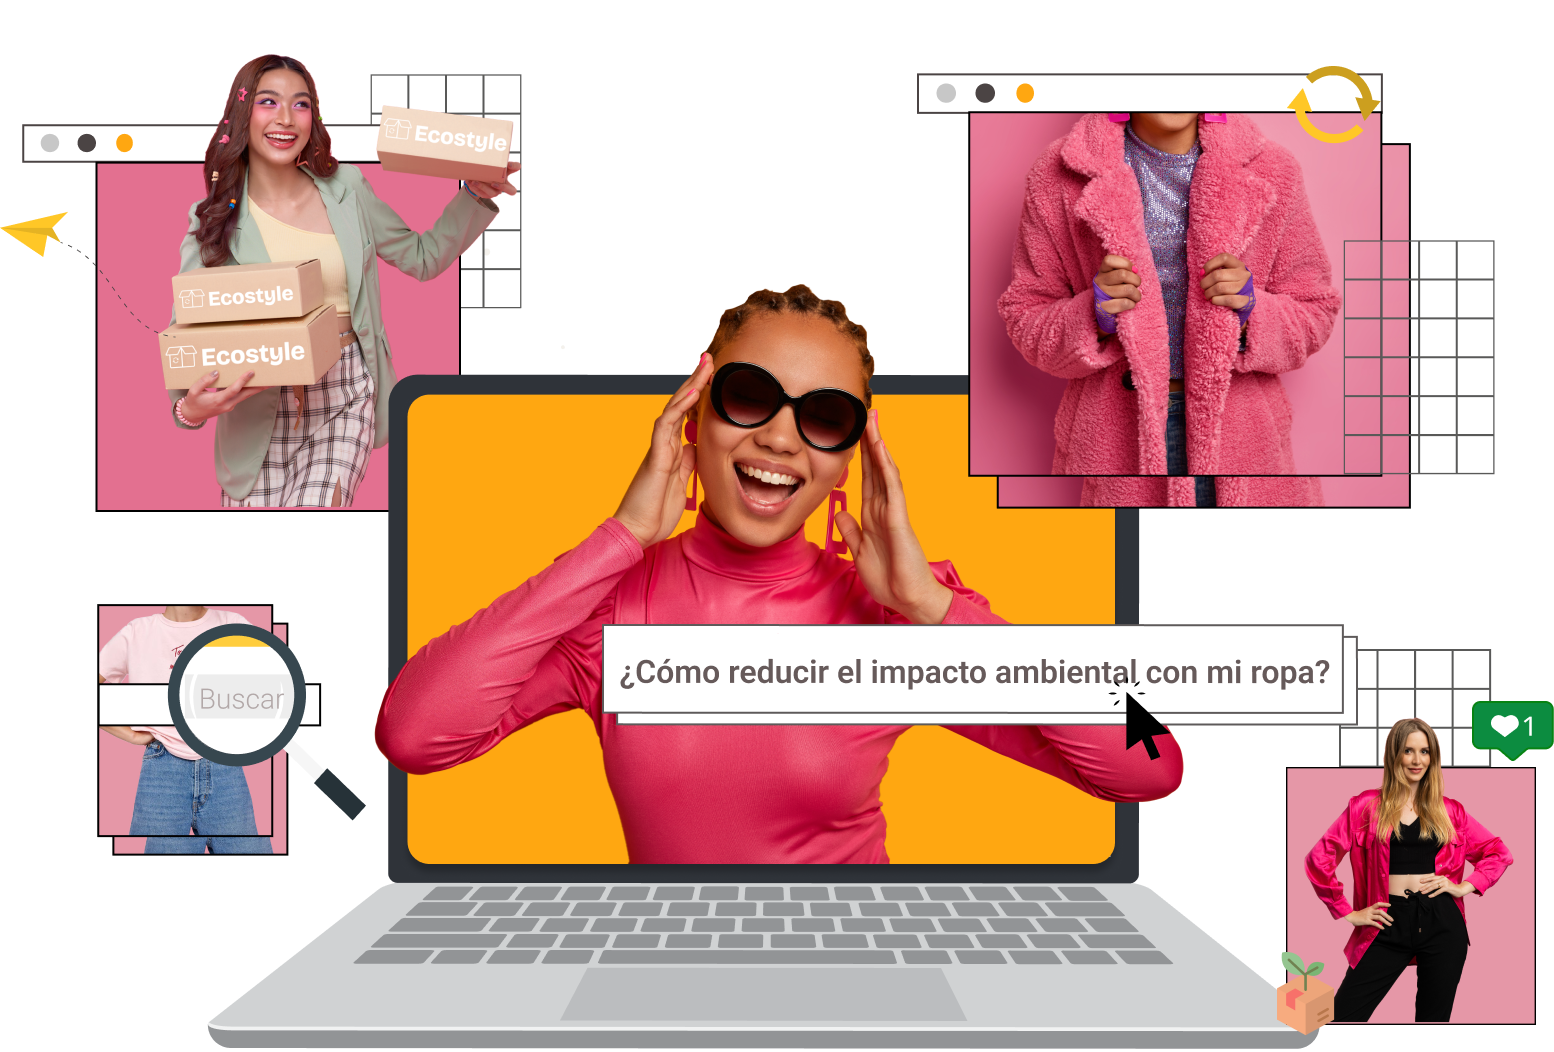 Ecostyle
Ecostyle
Ecostyle
¿Cómo reducir el impacto ambiental con mi ropa?
Buscar
1